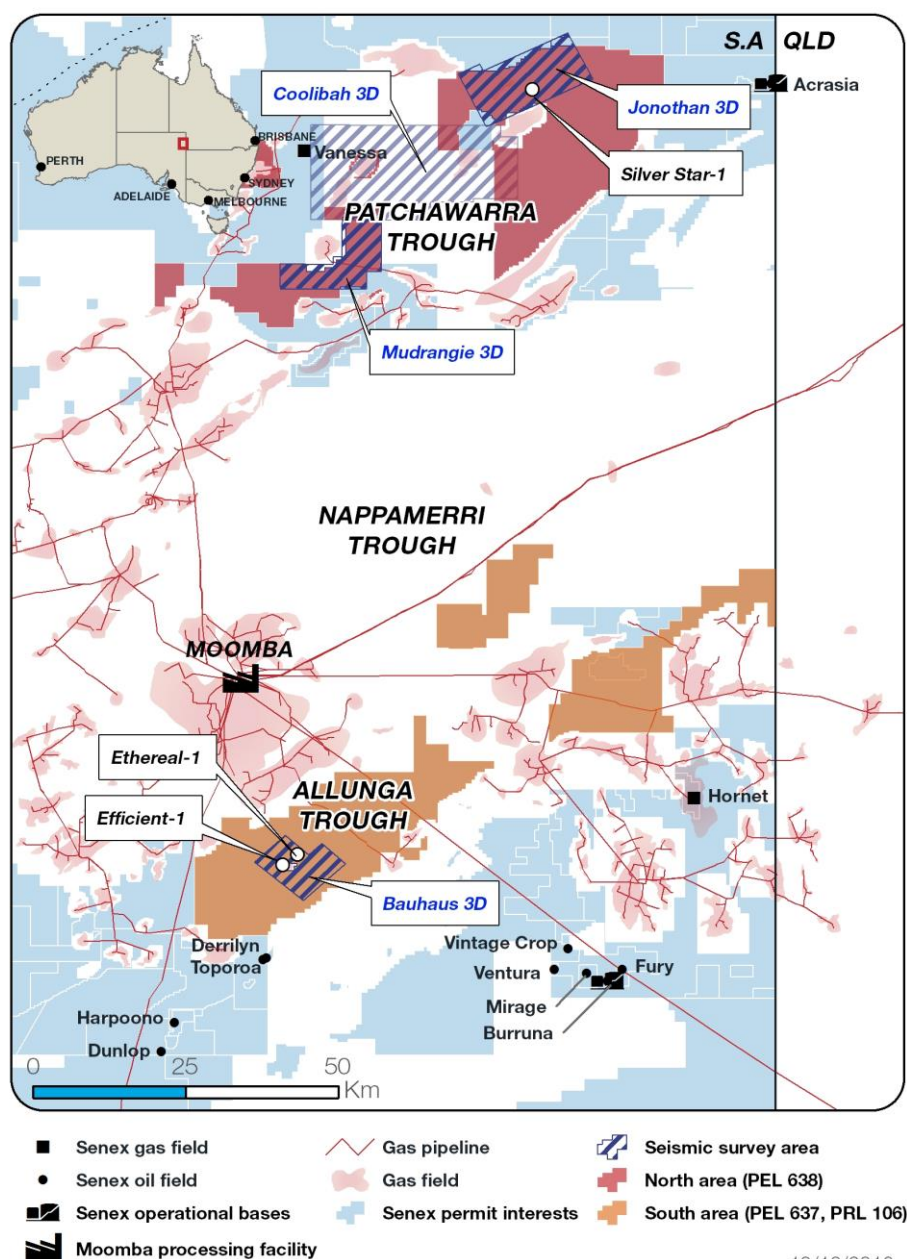 S.A QLD
Coolibah 3D
Jonothan 3D
Acrasia
BRISBANE
Vanessa
PERTH
Silver Star-1
SYDNEY
ADELAIDE
MELBOURNE
PATCHAWARRA
TROUGH
Mudrangie 3D
NAPPAMERRI
TROUGH
MOOMBA
Ethereal-1
ALLUNGA
TROUGH
Hornet
Efficient-1
Bauhaus 3D
Derrilyn
Toporoa
Vintage Crop
Ventura
Fury
Mirage
Burruna
Harpoono
Dunlop
0 25 50
Km
Senex gas field
Senex oil field
Senex operational bases
Moomba processing facility
Gas pipeline
Gas field
Senex permit interests
Seismic survey area
North area (PEL 638)
South area (PEL 637, PRL 106)